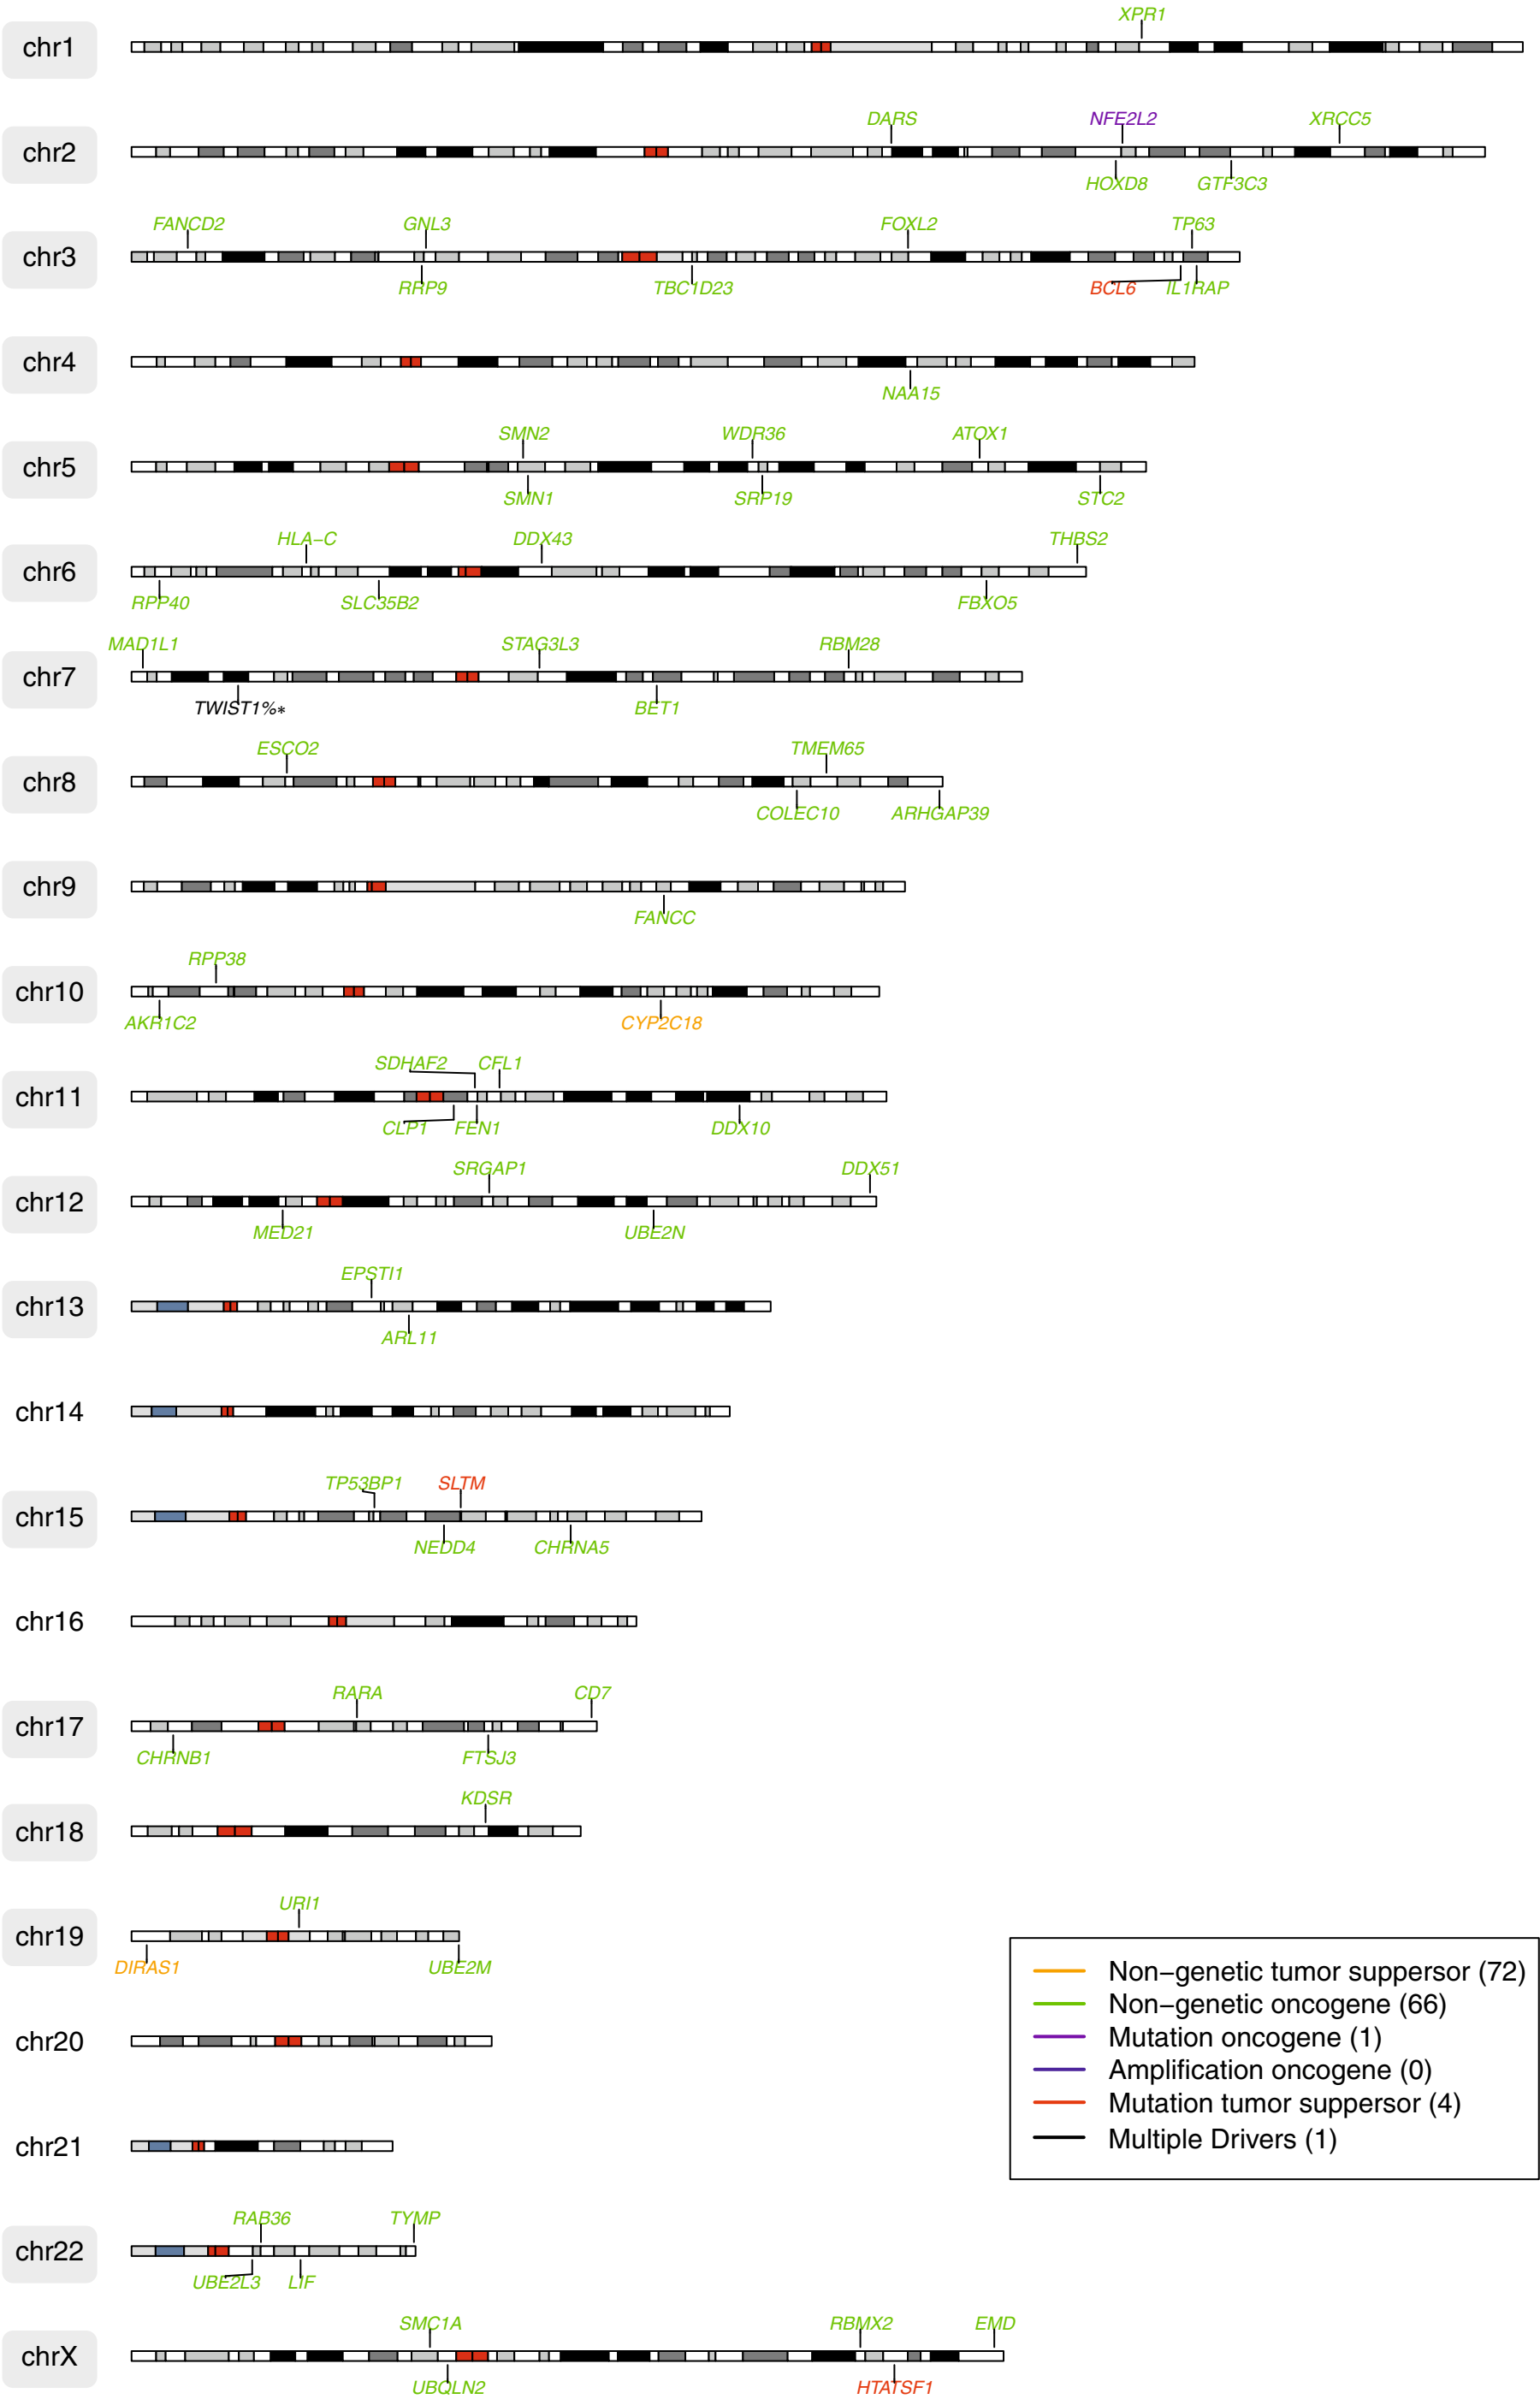 XPR1
chr1
DARS NFE2L2 XRCC5
chr2
HOXD8 GTF3C3
FANCD2 GNL3 FOXL2 TP63
chr3
RRP9 TBC1D23 BCL6 IL1RAP
chr4
NAA15
SMN2 WDR36 ATOX1
chr5
SMN1 SRP19 STC2
HLA−C DDX43 THBS2
chr6
RPP40 SLC35B2 FBXO5
MAD1L1 STAG3L3 RBM28
chr7
TWIST1%* BET1
ESCO2 TMEM65
chr8
COLEC10 ARHGAP39
chr9
FANCC
RPP38
chr10
AKR1C2 CYP2C18
SDHAF2 CFL1
chr11
CLP1 FEN1 DDX10
SRGAP1 DDX51
chr12
MED21 UBE2N
EPSTI1
chr13
ARL11
chr14
TP53BP1 SLTM
chr15
NEDD4 CHRNA5
chr16
RARA CD7
chr17
CHRNB1 FTSJ3
KDSR
chr18
URI1
chr19
DIRAS1 UBE2M
Non−genetic tumor suppersor (72)
Non−genetic oncogene (66)
Mutation oncogene (1)
Amplification oncogene (0)
Mutation tumor suppersor (4)
Multiple Drivers (1)
chr20
chr21
RAB36 TYMP
chr22
UBE2L3 LIF
SMC1A RBMX2 EMD
chrX
UBQLN2 HTATSF1